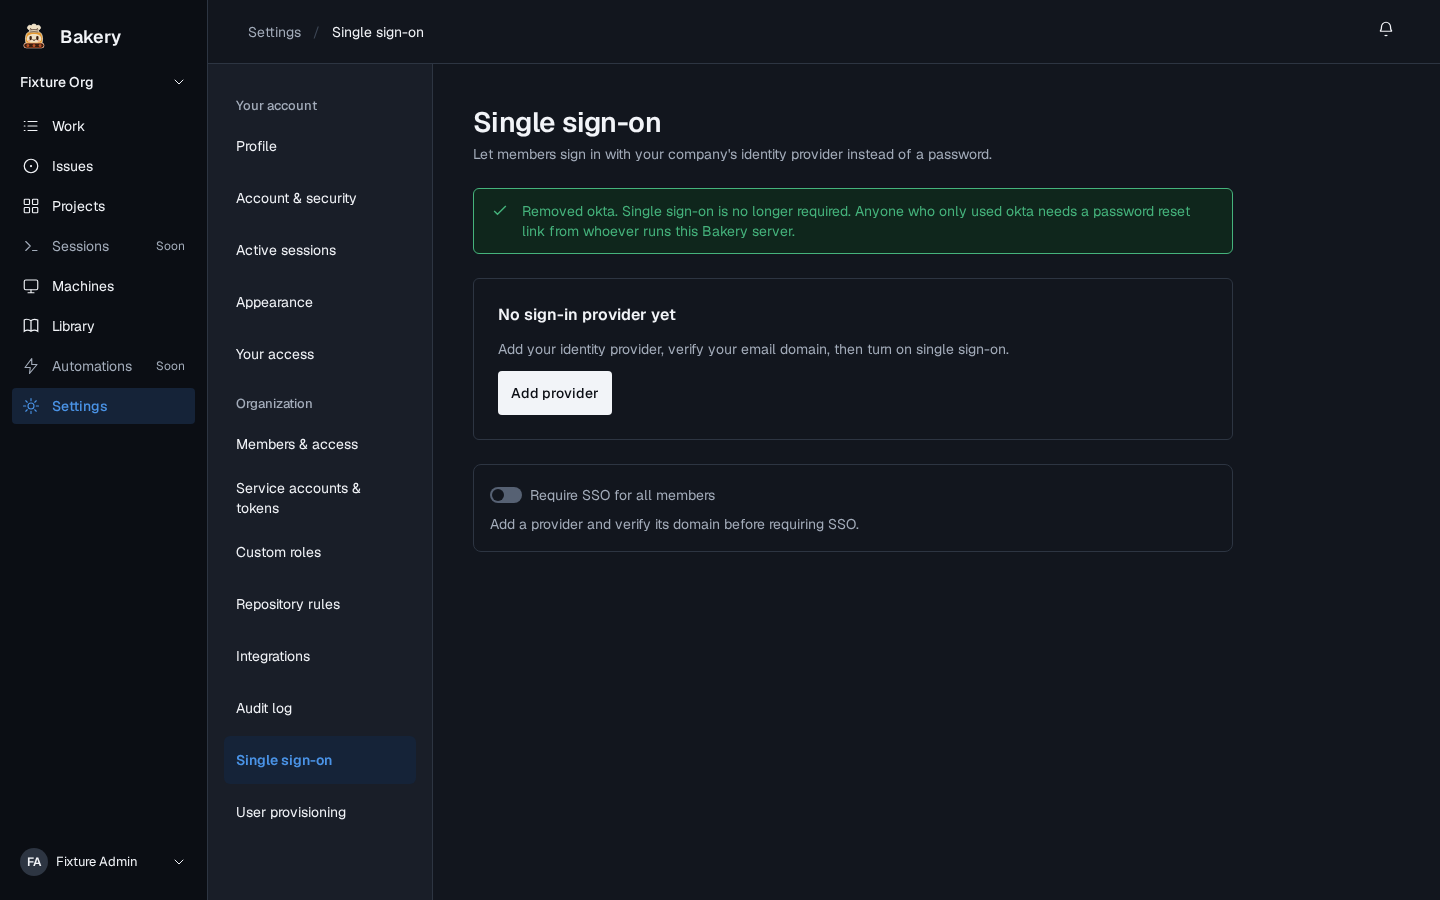 Bakery
Fixture Org
Work
Issues
Projects
Sessions Soon
Machines
Library
Automations Soon
Settings
FA Fixture Admin
Settings / Single sign-on
Your account
Profile
Account & security
Active sessions
Appearance
Your access
Organization
Members & access
Service accounts &
tokens
Custom roles
Repository rules
Integrations
Audit log
Single sign-on
User provisioning
Single sign-on
Let members sign in with your company's identity provider instead of a password.
Removed okta. Single sign-on is no longer required. Anyone who only used okta needs a password reset
link from whoever runs this Bakery server.
No sign-in provider yet
Add your identity provider, verify your email domain, then turn on single sign-on.
Add provider
Require SSO for all members
Add a provider and verify its domain before requiring SSO.